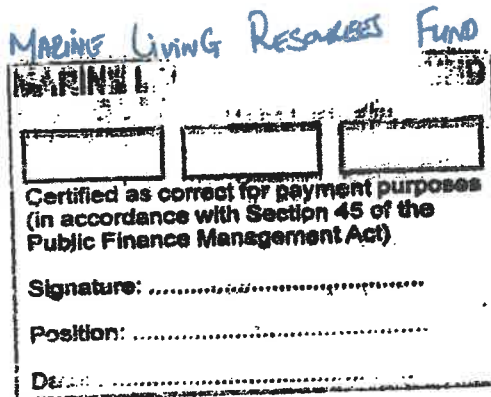 MARINE LIVING RESOURCES FUND
MARINE L
Certified as correct for payment purposes
(in accordance with Section 45 of the
Public Finance Management Act)
Signature: ..........................................
Position: ..........................................